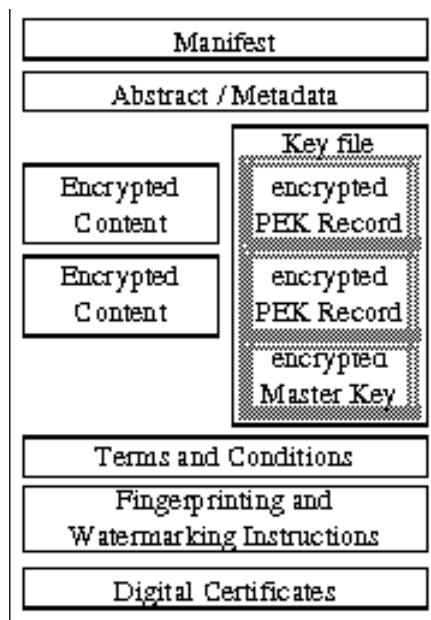 Manifest
Abstract / Metadata
Key file
Encrypted
Content
encrypted
PEK Record
Encrypted
Content
encrypted
PEK Record
encrypted
Master Key
Terms and Conditions
Fingerprinting and
Watermarking Instructions
Digital Certificates